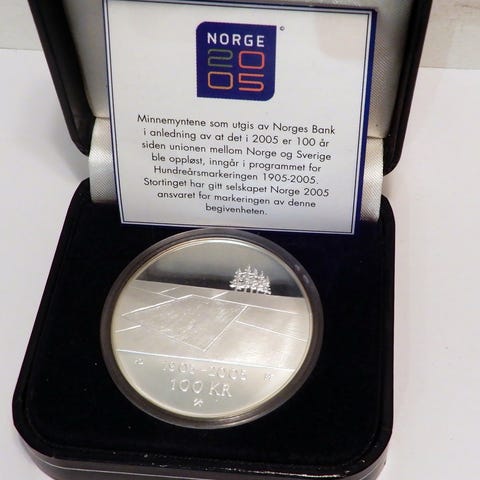 NORGE
2005
©
Minnemyntene som utgis av Norges Bank
i anledning av at det i 2005 er 100 år
siden unionen mellom Norge og Sverige
ble oppløst, inngår i programmet for
Hundreårsmarkeringen 1905-2005.
Stortinget har gitt selskapet Norge 2005
ansvaret for markeringen av denne
begivenheten.
1905-2005
100 KR